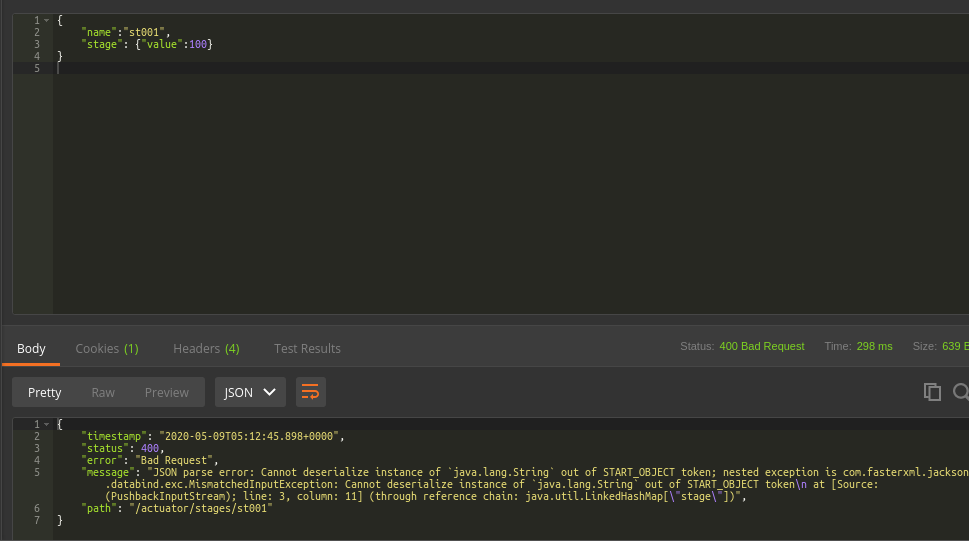 1 {
2 "name":"st001",
3 "stage": {"value":100}
4 }
5
Body Cookies (1) Headers (4) Test Results Status: 400 Bad Request Time: 298 ms Size: 639 B
Pretty Raw Preview JSON
1 {
2 "timestamp": "2020-05-09T05:12:45.898+0000",
3 "status": 400,
4 "error": "Bad Request",
5 "message": "JSON parse error: Cannot deserialize instance of `java.lang.String` out of START_OBJECT token; nested exception is com.fasterxml.jackson
.databind.exc.MismatchedInputException: Cannot deserialize instance of `java.lang.String` out of START_OBJECT token\n at [Source:
(PushbackInputStream); line: 3, column: 11] (through reference chain: java.util.LinkedHashMap[\"stage\"])",
6 "path": "/actuator/stages/st001"
7 }